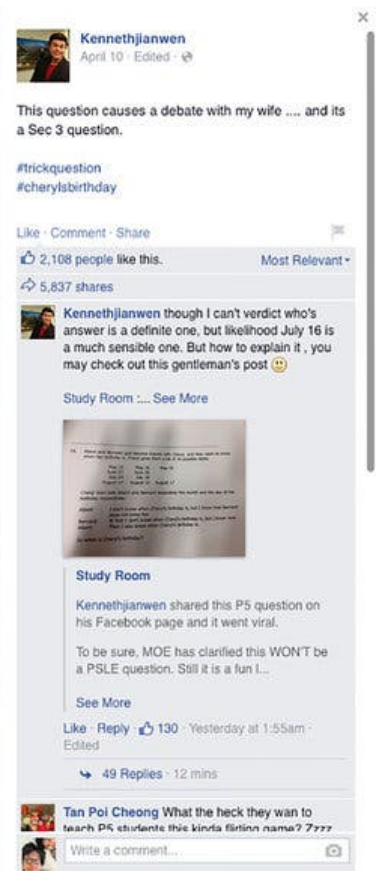 ×
Kennethjianwen
April 10 · Edited ·
This question causes a debate with my wife .... and its
a Sec 3 question.
#trickquestion
#cherylsbirthday
Like · Comment · Share
2,108 people like this.
Most Relevant
5,837 shares
Kennethjianwen though I can't verdict who's
answer is a definite one, but likelihood July 16 is
a much sensible one. But how to explain it , you
may check out this gentleman's post
Study Room :... See More
Study Room
Kennethjianwen shared this P5 question on
his Facebook page and it went viral.
To be sure, MOE has clarified this WON'T be
a PSLE question. Still it is a fun l...
See More
Like · Reply · 130 · Yesterday at 1:55am ·
Edited
49 Replies · 12 mins
Tan Poi Cheong What the heck they wan to
teach P5 students this kinda flirting game? Zzzz
Write a comment...